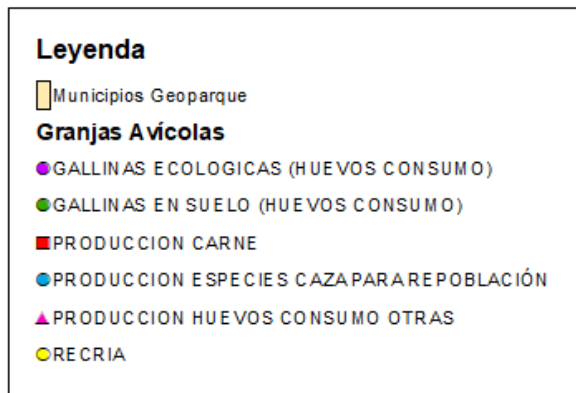 Leyenda
Municipios Geoparque
Granjas Avícolas
GALLINAS ECOLOGICAS (HUEVOS CONSUMO)
GALLINAS EN SUELO (HUEVOS CONSUMO)
PRODUCCION CARNE
PRODUCCION ESPECIES CAZA PARA REPOBLACIÓN
PRODUCCION HUEVOS CONSUMO OTRAS
RECRIA